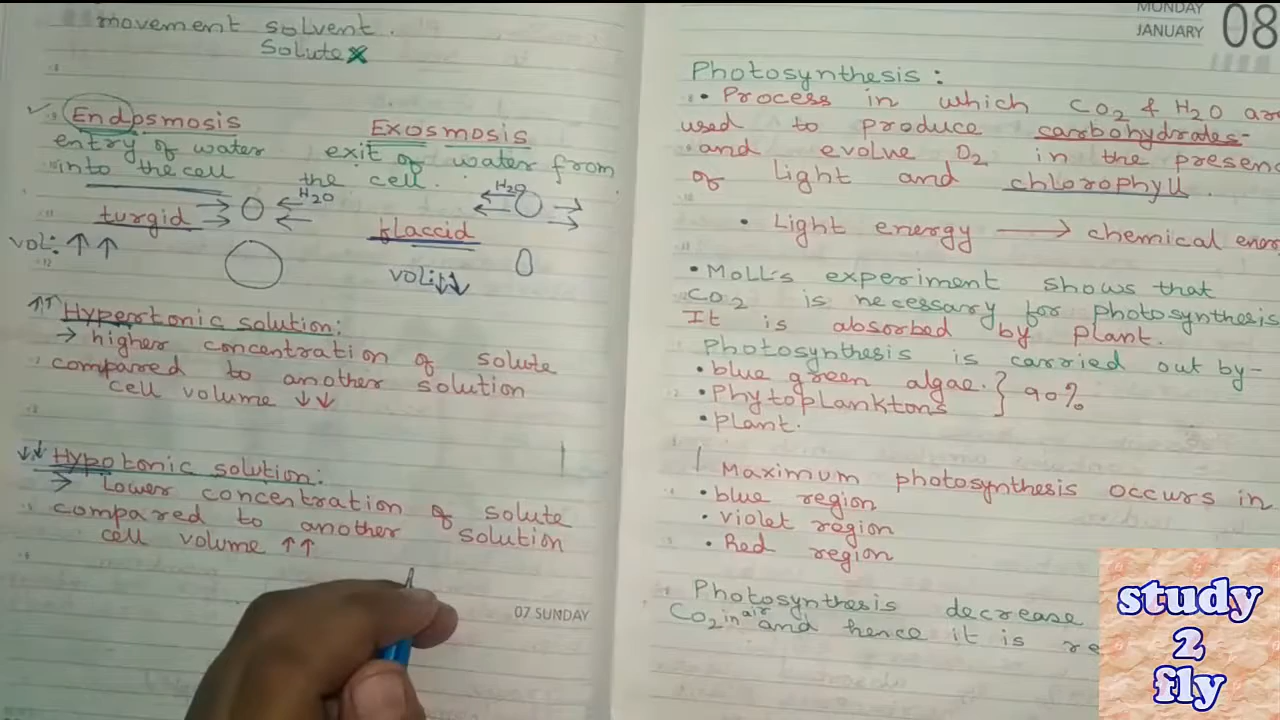 movement solvent.
Solute
Endosmosis
entry of water
into the cell
turgid
vol: ↑ ↑
H₂O
Exosmosis
exit of water from
the cell.
H₂O
flaccid
vol:↓↓
↑↑ Hypertonic solution:
→ higher concentration of solute
compared to another solution
cell volume ↓↓
↓↓ Hypotonic solution:
→ Lower concentration of solute
compared to another solution
cell volume ↑↑
07 SUNDAY
MONDAY
JANUARY 08
Photosynthesis:
• Process in which CO₂ & H₂O are
used to produce carbohydrates-
and evolve O₂ in the presen
of Light and chlorophyll.
• Light energy → chemical energ
• Moll's experiment shows that
CO₂ is necessary for photosynthesis
It is absorbed by plant.
Photosynthesis is carried out by-
• blue green algae.
• Phytoplanktons } 90%
• plant.
Maximum photosynthesis occurs in
• blue region
• violet region
• Red region
Photosynthesis decrease
CO₂ in air and hence it is re
study
2
fly